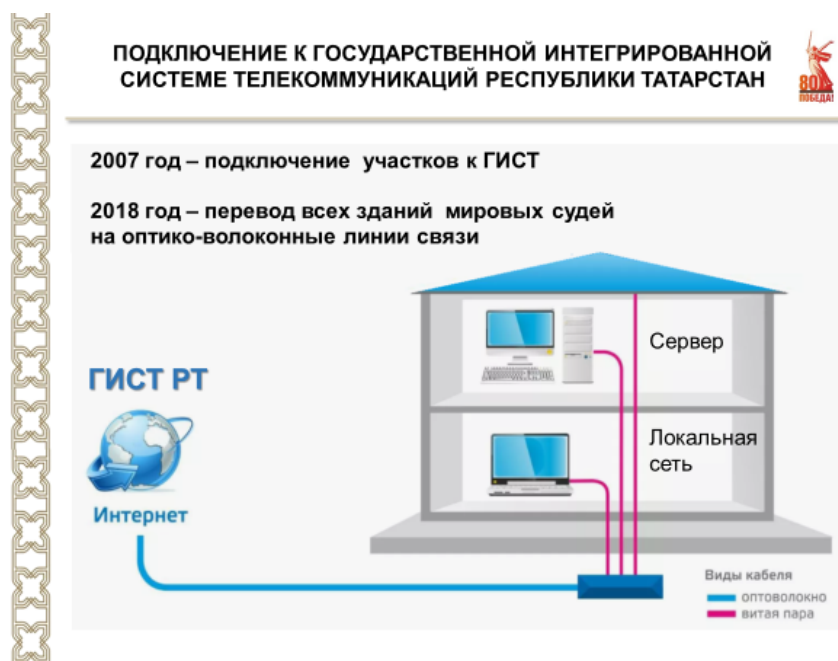 ПОДКЛЮЧЕНИЕ К ГОСУДАРСТВЕННОЙ ИНТЕГРИРОВАННОЙ
СИСТЕМЕ ТЕЛЕКОММУНИКАЦИЙ РЕСПУБЛИКИ ТАТАРСТАН
80
ПОБЕДА!
2007 год – подключение участков к ГИСТ
2018 год – перевод всех зданий мировых судей
на оптико-волоконные линии связи
ГИСТ РТ
Интернет
Сервер
Локальная
сеть
Виды кабеля
оптоволокно
витая пара